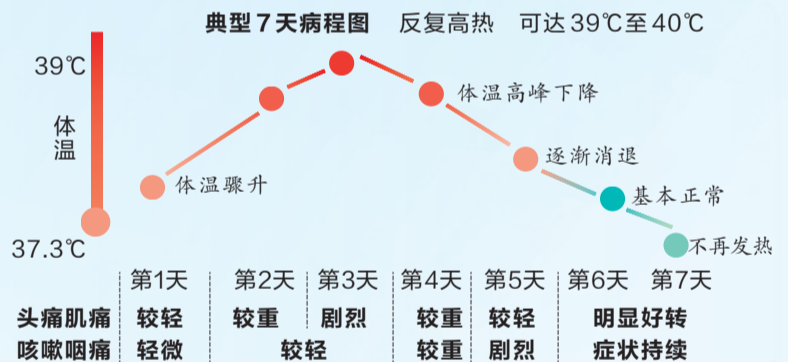 典型7天病程图 反复高热 可达39℃至40℃
39℃
体温
37.3℃
体温骤升
体温高峰下降
逐渐消退
基本正常
不再发热
第1天 第2天 第3天 第4天 第5天 第6天 第7天
头痛肌痛 较轻 较重 剧烈 较重 较轻 明显好转
咳嗽咽痛 轻微 较轻 较重 剧烈 症状持续